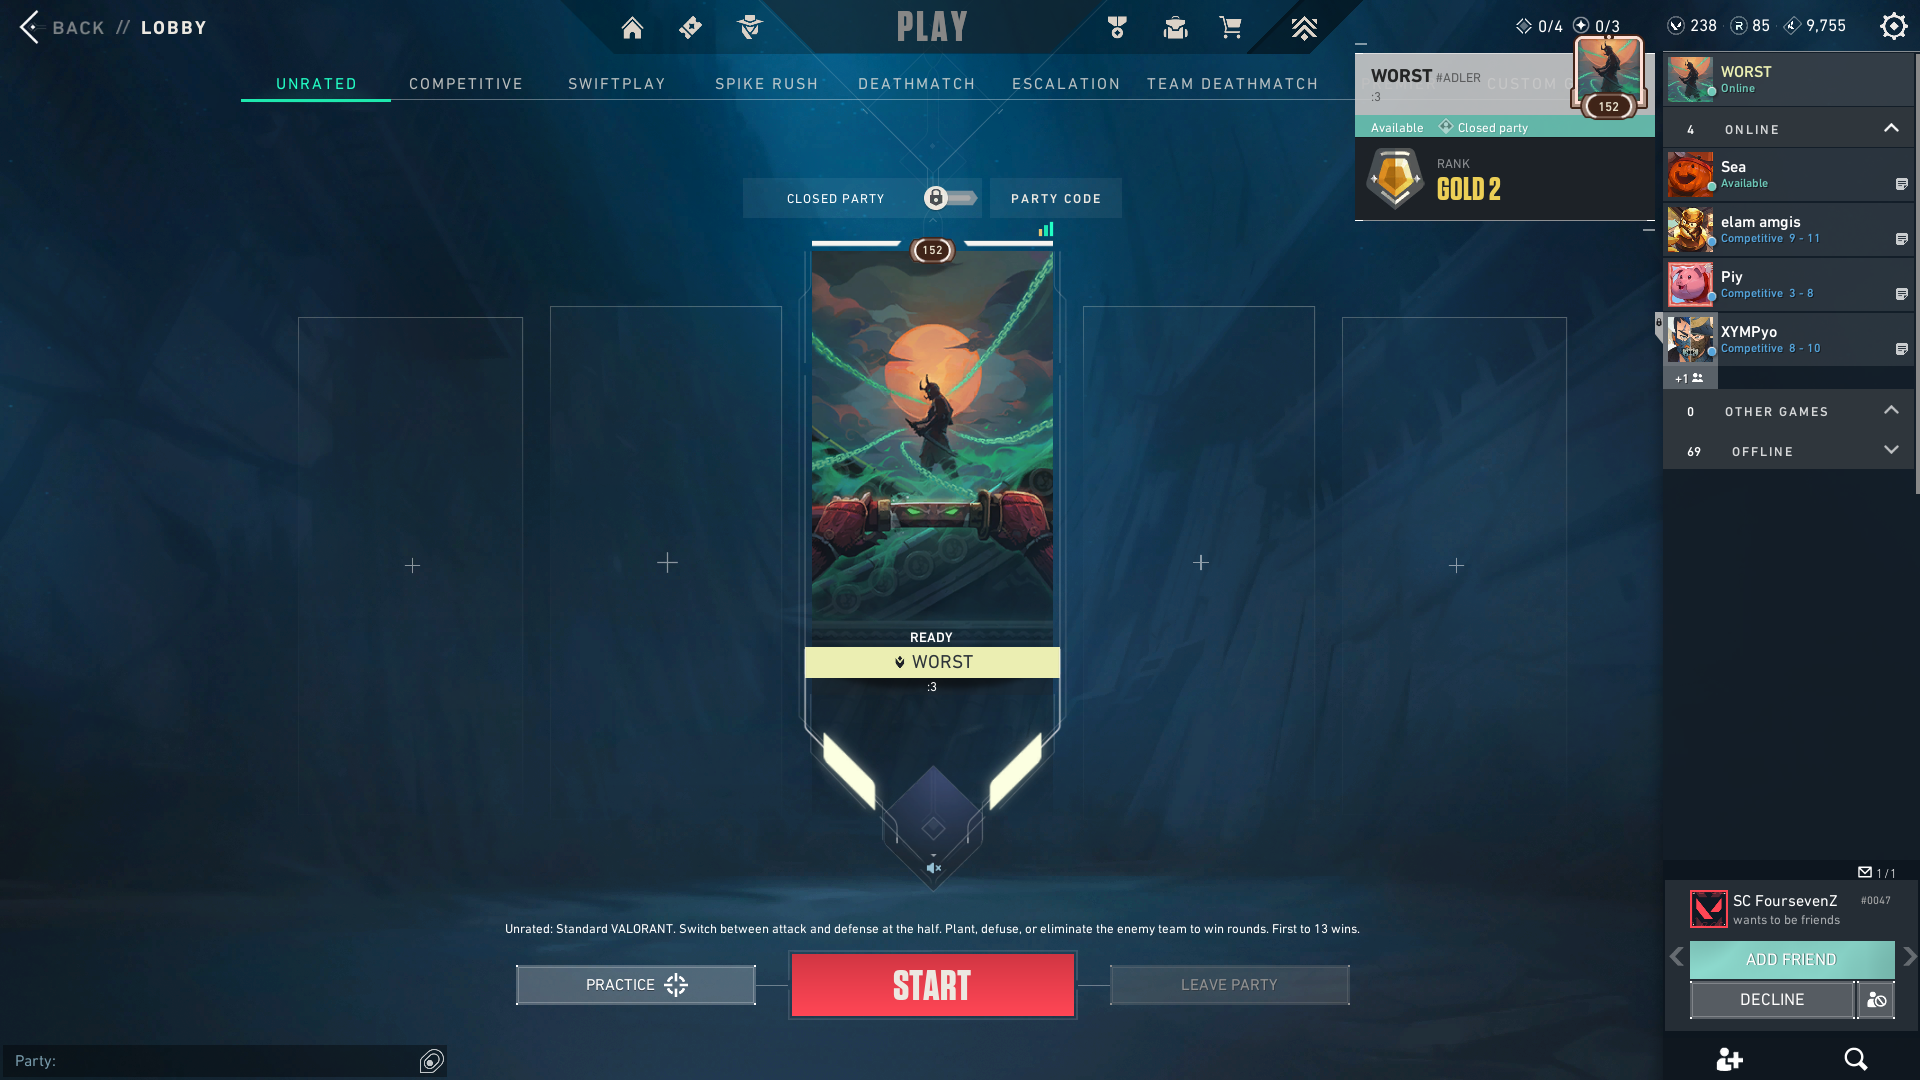 BACK // LOBBY
PLAY
0/4 0/3
238 85 9,755
UNRATED COMPETITIVE SWIFTPLAY SPIKE RUSH DEATHMATCH ESCALATION TEAM DEATHMATCH CUSTOM G
WORST #ADLER
:3
152
Available Closed party
RANK
GOLD 2
CLOSED PARTY
PARTY CODE
152
READY
WORST
:3
Unrated: Standard VALORANT. Switch between attack and defense at the half. Plant, defuse, or eliminate the enemy team to win rounds. First to 13 wins.
PRACTICE
START
LEAVE PARTY
Party:
WORST
Online
4 ONLINE
Sea
Available
elam amgis
Competitive 9 - 11
Piy
Competitive 3 - 8
XYMPyo
Competitive 8 - 10
+1
0 OTHER GAMES
69 OFFLINE
1/1
SC FoursevenZ #0047
wants to be friends
ADD FRIEND
DECLINE